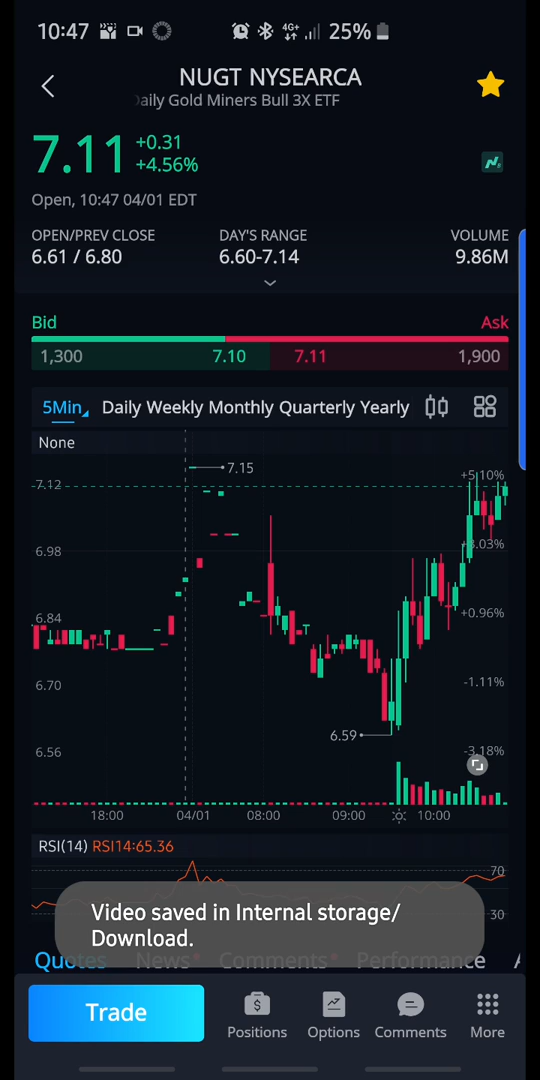 10:47 4G+ 25%
NUGT NYSEARCA
Daily Gold Miners Bull 3X ETF
7.11 +0.31
+4.56%
Open, 10:47 04/01 EDT
OPEN/PREV CLOSE DAY'S RANGE VOLUME
6.61 / 6.80 6.60-7.14 9.86M
Bid Ask
1,300 7.10 7.11 1,900
5Min Daily Weekly Monthly Quarterly Yearly
None
7.15
7.12 +5.10%
6.98 +3.03%
6.84 +0.96%
6.70 -1.11%
6.59
6.56 -3.18%
18:00 04/01 08:00 09:00 10:00
RSI(14) RSI14:65.36
70
30
Video saved in Internal storage/
Download.
Quotes News Comments Performance A
Trade Positions Options Comments More